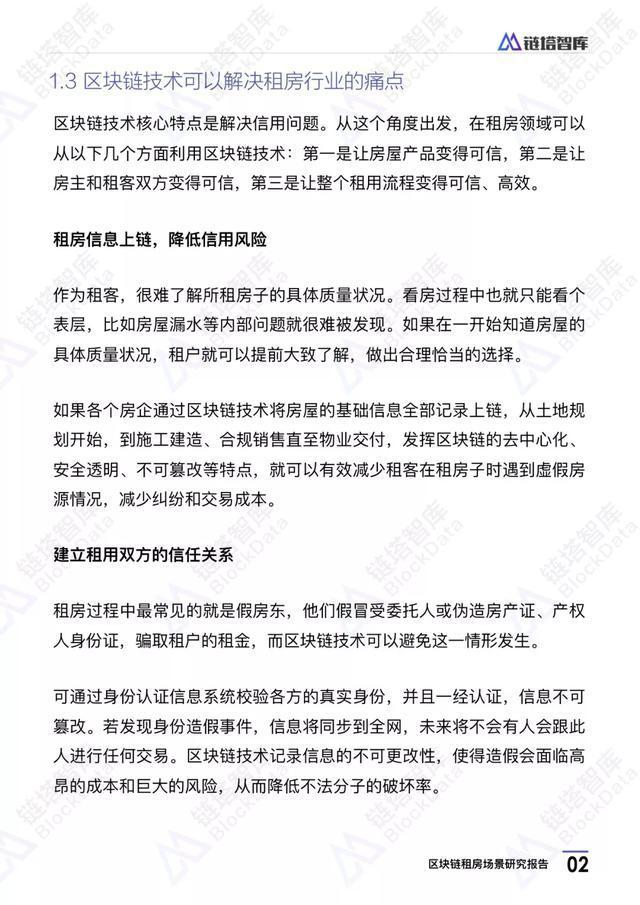 链塔智库
1.3 区块链技术可以解决租房行业的痛点
区块链技术核心特点是解决信用问题。从这个角度出发，在租房领域可以
从以下几个方面利用区块链技术：第一是让房屋产品变得可信，第二是让
房主和租客双方变得可信，第三是让整个租用流程变得可信、高效。
租房信息上链，降低信用风险
作为租客，很难了解所租房子的具体质量状况。看房过程中也就只能看个
表层，比如房屋漏水等内部问题就很难被发现。如果在一开始知道房屋的
具体质量状况，租户就可以提前大致了解，做出合理恰当的选择。
如果各个房企通过区块链技术将房屋的基础信息全部记录上链，从土地规
划开始，到施工建造、合规销售直至物业交付，发挥区块链的去中心化、
安全透明、不可篡改等特点，就可以有效减少租客在租房子时遇到虚假房
源情况，减少纠纷和交易成本。
建立租用双方的信任关系
租房过程中最常见的就是假房东，他们假冒受委托人或伪造房产证、产权
人身份证，骗取租户的租金，而区块链技术可以避免这一情形发生。
可通过身份认证信息系统校验各方的真实身份，并且一经认证，信息不可
篡改。若发现身份造假事件，信息将同步到全网，未来将不会有人会跟此
人进行任何交易。区块链技术记录信息的不可更改性，使得造假会面临高
昂的成本和巨大的风险，从而降低不法分子的破坏率。
区块链租房场景研究报告 02
链塔智库
BlockData